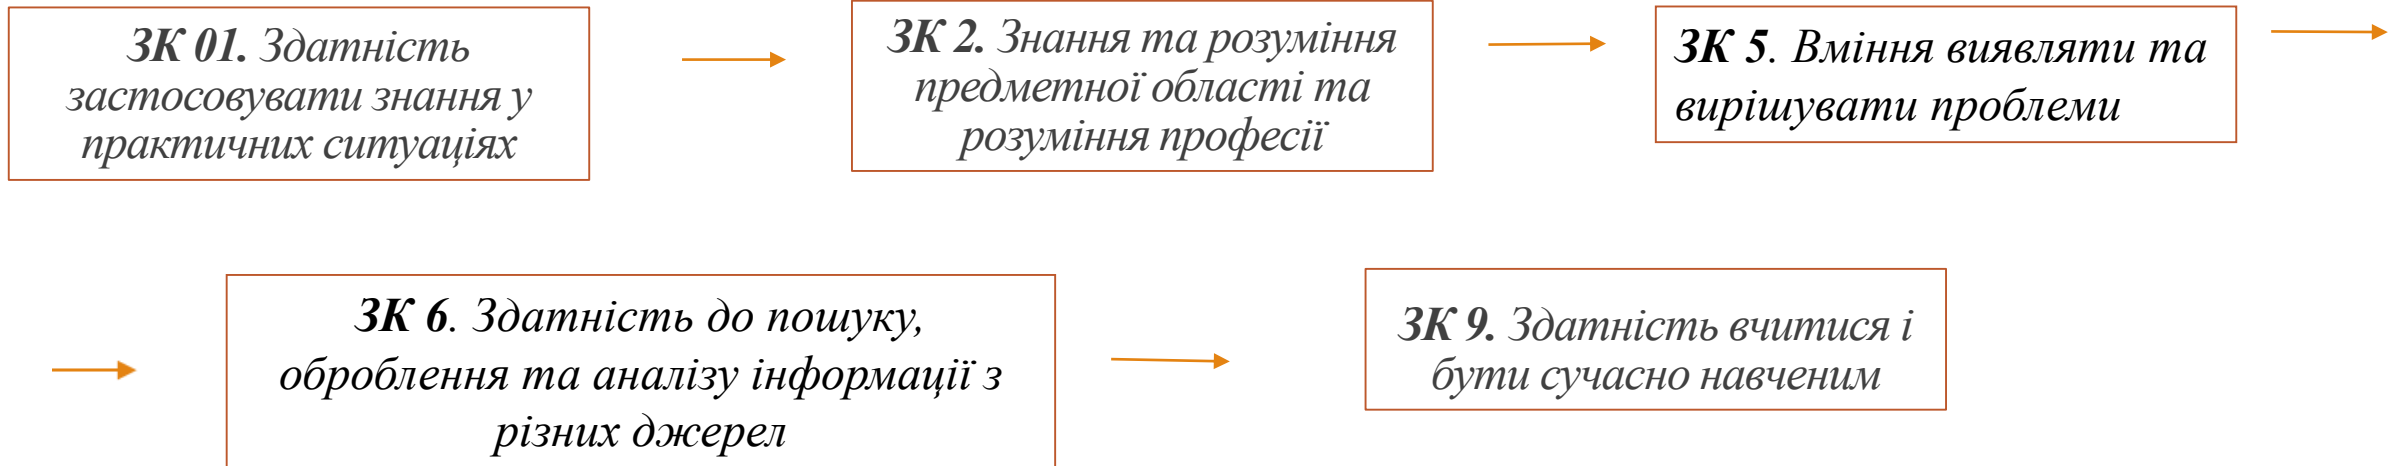 ЗК 01. Здатність
застосовувати знання у
практичних ситуаціях
ЗК 2. Знання та розуміння
предметної області та
розуміння професії
ЗК 5. Вміння виявляти та
вирішувати проблеми
ЗК 6. Здатність до пошуку,
оброблення та аналізу інформації з
різних джерел
ЗК 9. Здатність вчитися і
бути сучасно навченим